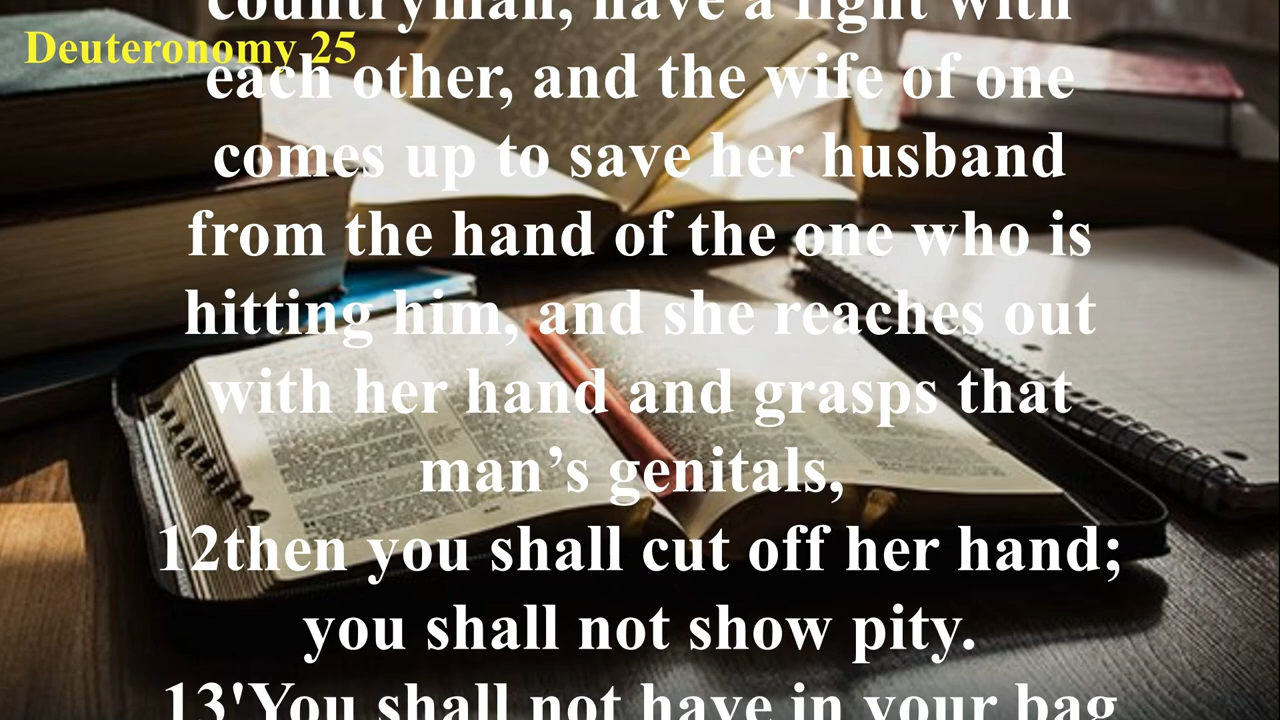 Deuteronomy 25
countryman, have a fight with
each other, and the wife of one
comes up to save her husband
from the hand of the one who is
hitting him, and she reaches out
with her hand and grasps that
man’s genitals,
12then you shall cut off her hand;
you shall not show pity.
13'You shall not have in your bag